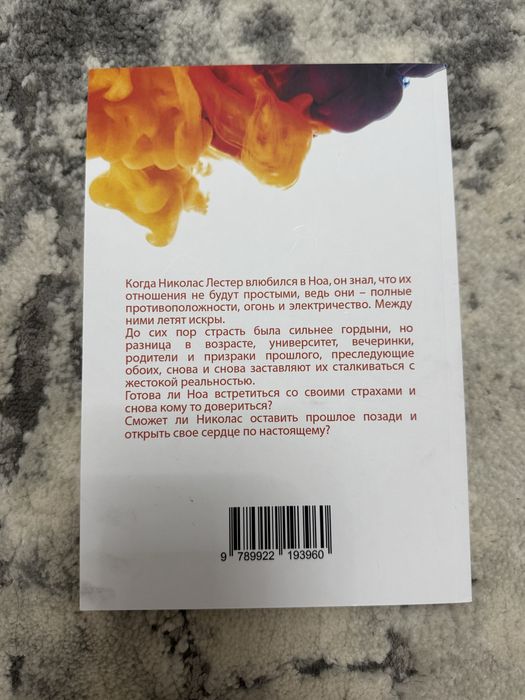 Когда Николас Лестер влюбился в Ноа, он знал, что их
отношения не будут простыми, ведь они – полные
противоположности, огонь и электричество. Между
ними летят искры.
До сих пор страсть была сильнее гордыни, но
разница в возрасте, университет, вечеринки,
родители и призраки прошлого, преследующие
обоих, снова и снова заставляют их сталкиваться с
жестокой реальностью.
Готова ли Ноа встретиться со своими страхами и
снова кому то довериться?
Сможет ли Николас оставить прошлое позади и
открыть свое сердце по настоящему?
9 789922 193960